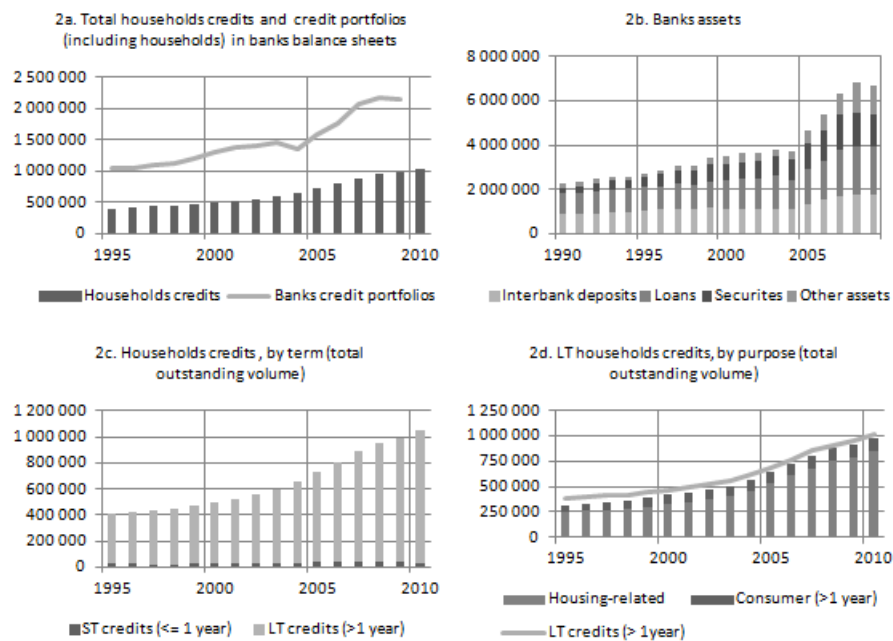 2a. Total households credits and credit portfolios
(including households) in banks balance sheets
2 500 000
2 000 000
1 500 000
1 000 000
500 000
0
1995
2000
2005
2010
Households credits
Banks credit portfolios
2b. Banks assets
8 000 000
6 000 000
4 000 000
2 000 000
0
1990
1995
2000
2005
Interbank deposits
Loans
Securites
Other assets
2c. Households credits , by term (total
outstanding volume)
1 200 000
1 000 000
800 000
600 000
400 000
200 000
0
1995
2000
2005
2010
ST credits (<= 1 year)
LT credits (>1 year)
2d. LT households credits, by purpose (total
outstanding volume)
1 250 000
1 000 000
750 000
500 000
250 000
0
1995
2000
2005
2010
Housing-related
Consumer (>1 year)
LT credits (> 1year)